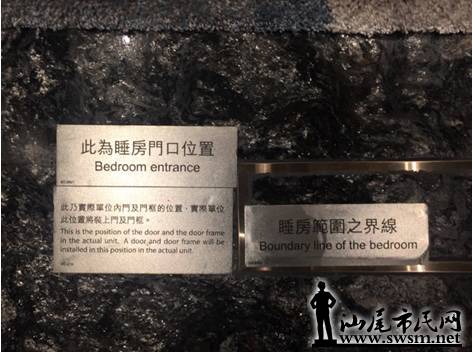 此為睡房門口位置
Bedroom entrance
此乃實際單位內門及門框的位置，實際單位
此位置將裝上門及門框。
This is the position of the door and the door frame
in the actual unit. A door and door frame will be
installed in this position in the actual unit.
睡房範圍之界線
Boundary line of the bedroom
汕尾市民网
www.swsm.net